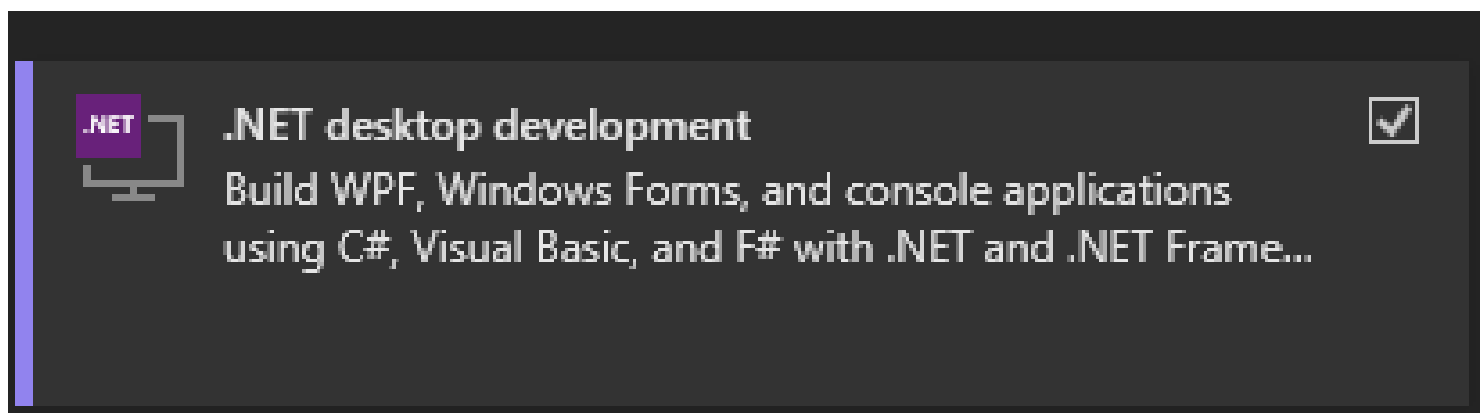 .NET
.NET desktop development
Build WPF, Windows Forms, and console applications
using C#, Visual Basic, and F# with .NET and .NET Frame...